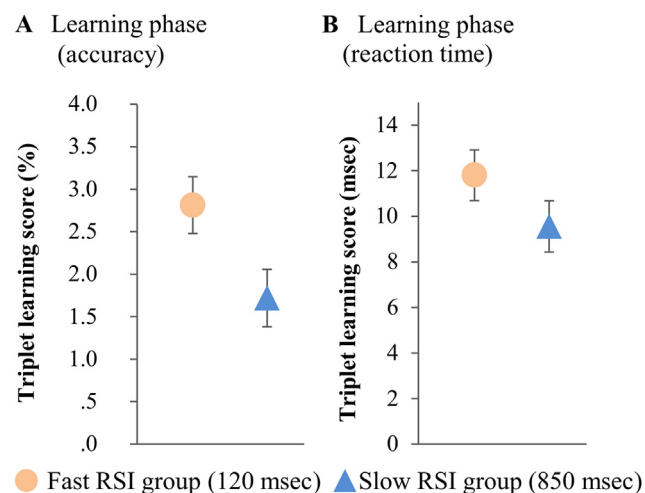 A Learning phase
(accuracy)
B Learning phase
(reaction time)
Triplet learning score (%)
4.0
3.5
3.0
2.5
2.0
1.5
1.0
.5
.0
Triplet learning score (msec)
14
12
10
8
6
4
2
0
Fast RSI group (120 msec)
Slow RSI group (850 msec)